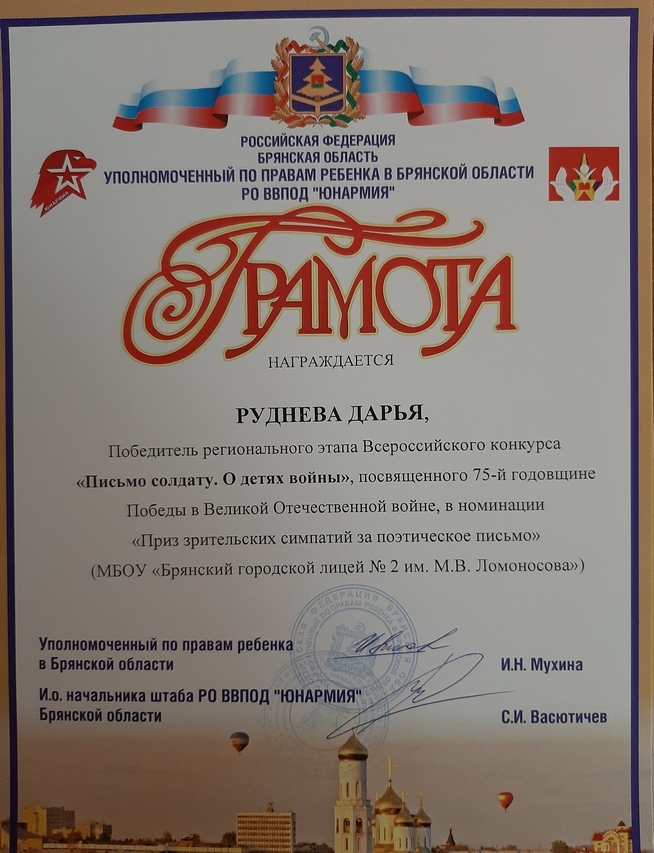 РОССИЙСКАЯ ФЕДЕРАЦИЯ
БРЯНСКАЯ ОБЛАСТЬ
УПОЛНОМОЧЕННЫЙ ПО ПРАВАМ РЕБЕНКА В БРЯНСКОЙ ОБЛАСТИ
РО ВВПОД "ЮНАРМИЯ"
ЮНАРМИЯ
ГРАМОТА
НАГРАЖДАЕТСЯ
РУДНЕВА ДАРЬЯ,
Победитель регионального этапа Всероссийского конкурса
«Письмо солдату. О детях войны», посвященного 75-й годовщине
Победы в Великой Отечественной войне, в номинации
«Приз зрительских симпатий за поэтическое письмо»
(МБОУ «Брянский городской лицей № 2 им. М.В. Ломоносова»)
Уполномоченный по правам ребенка
в Брянской области
И.Н. Мухина
И.о. начальника штаба РО ВВПОД "ЮНАРМИЯ"
Брянской области
С.И. Васютичев